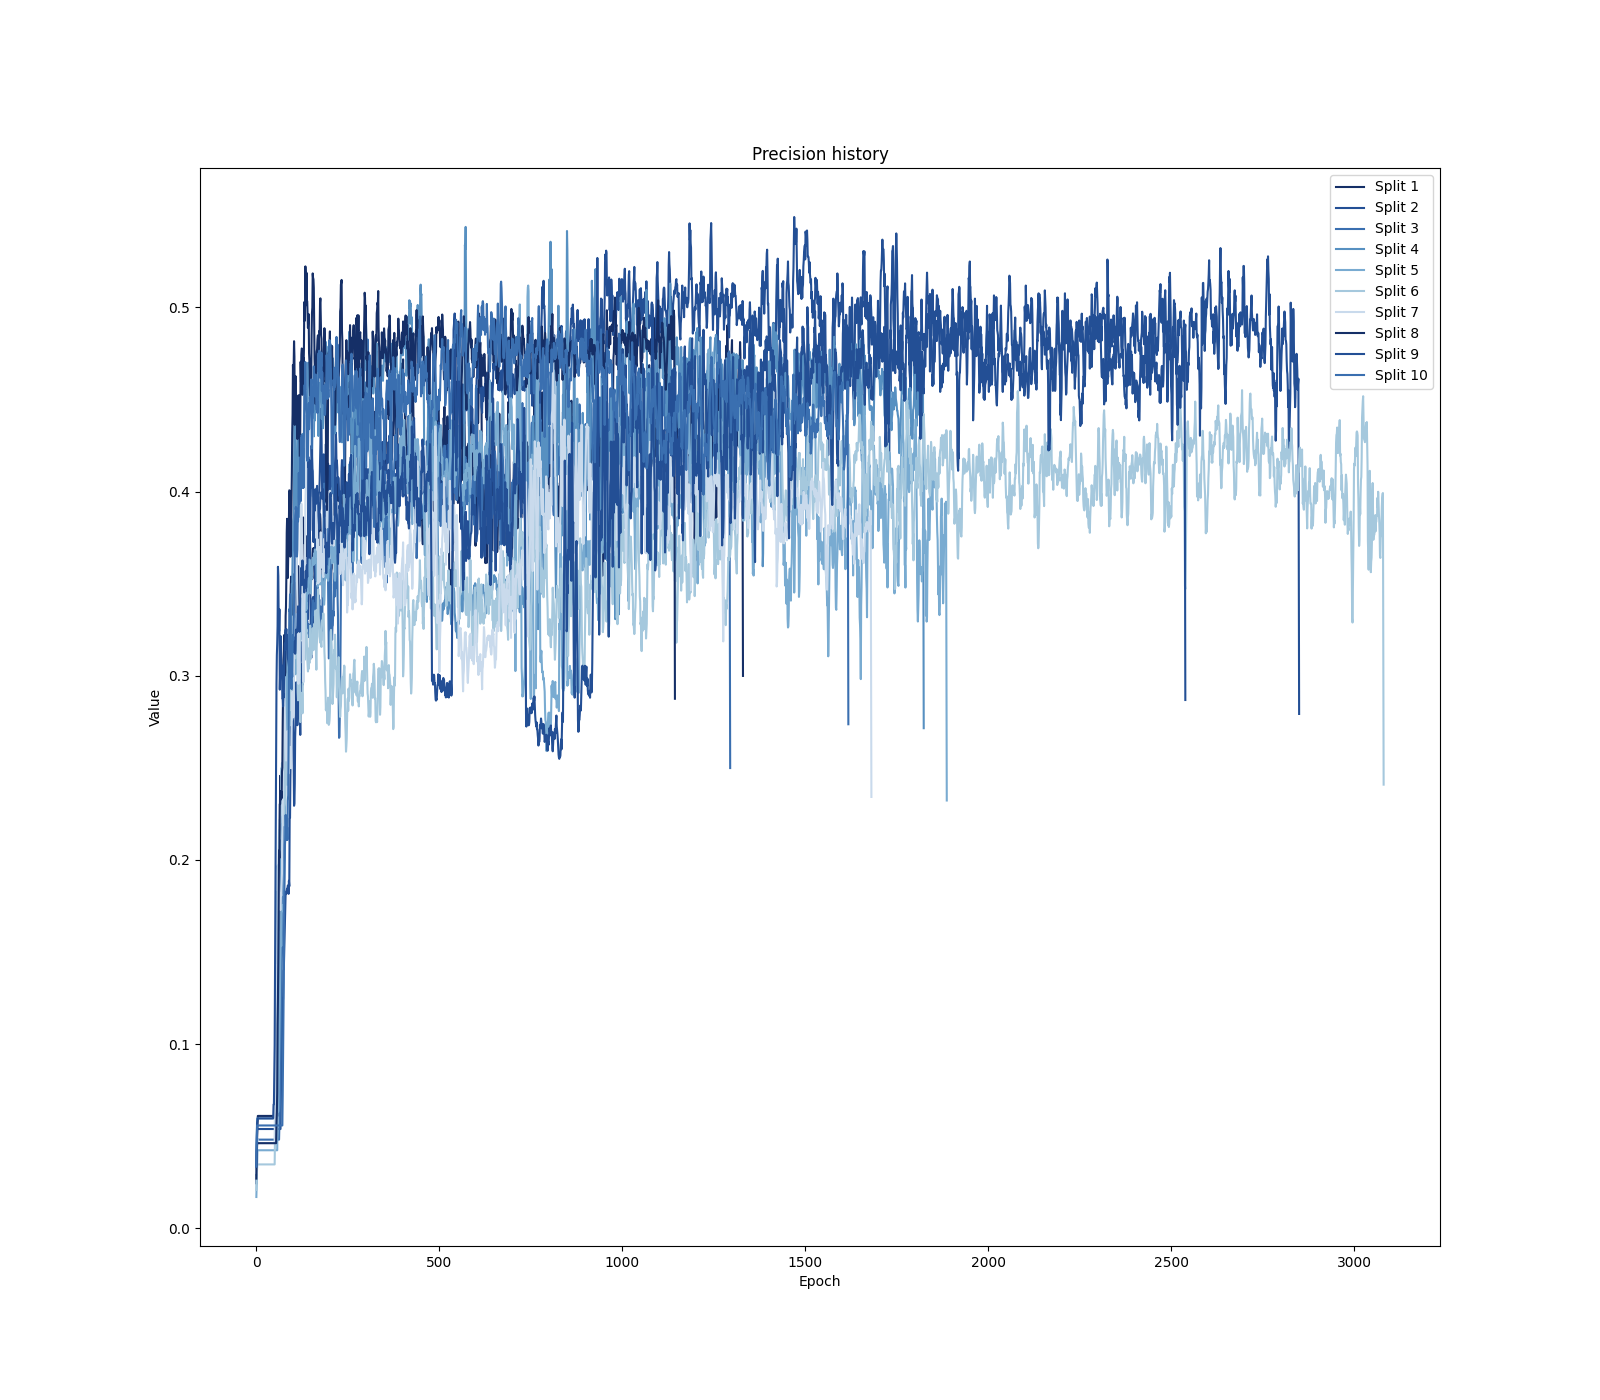 Precision history
Split 1
Split 2
Split 3
Split 4
Split 5
Split 6
Split 7
Split 8
Split 9
Split 10
0.5
0.4
0.3
0.2
0.1
0.0
Value
0 500 1000 1500 2000 2500 3000
Epoch